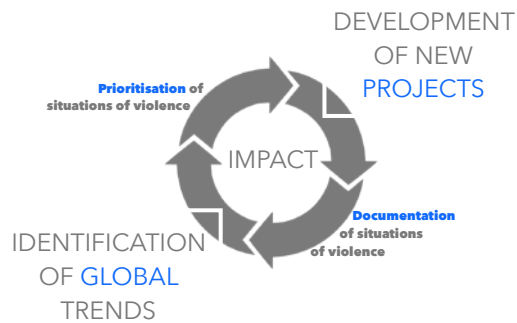 DEVELOPMENT
OF NEW
PROJECTS
Prioritisation of
situations of violence
IMPACT
Documentation
of situations
of violence
IDENTIFICATION
OF GLOBAL
TRENDS